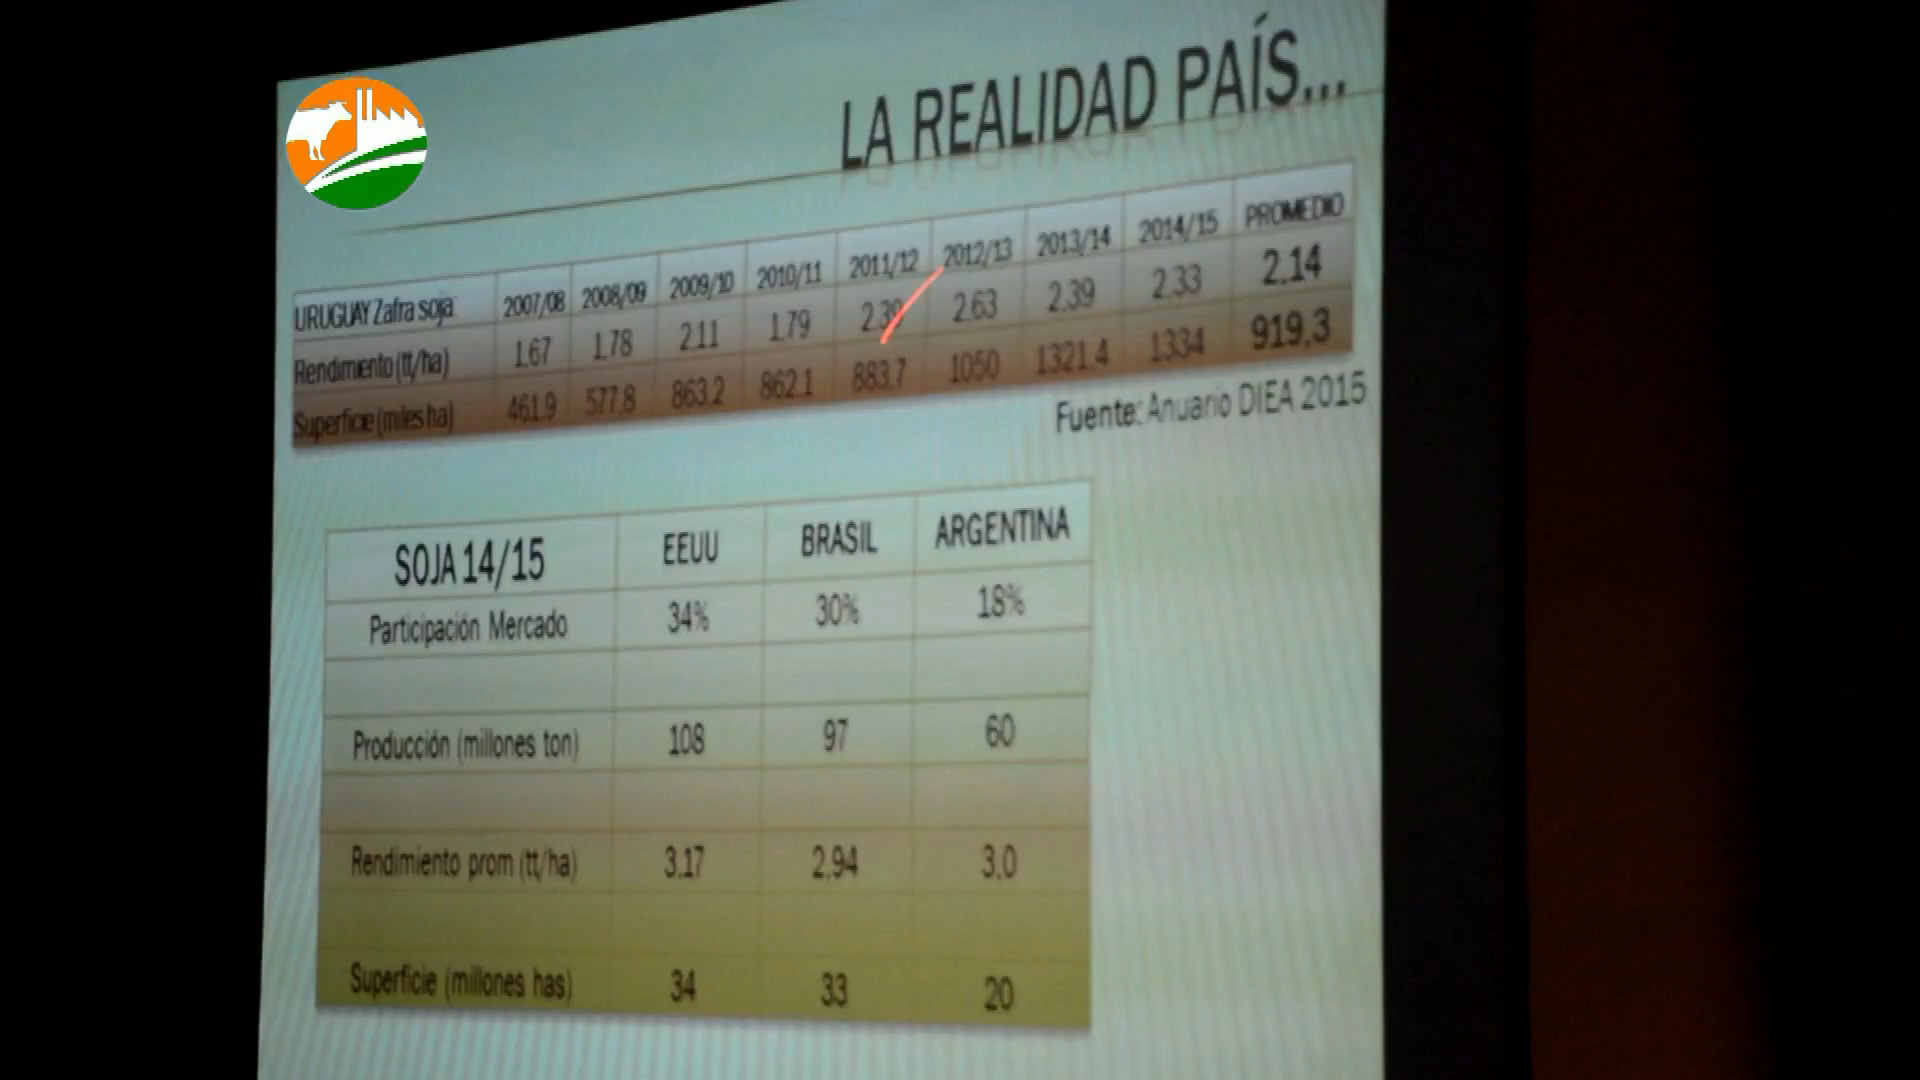 LA REALIDAD PAÍS...
URUGUAY Zafra soja 2007/08 2008/09 2009/10 2010/11 2011/12 2012/13 2013/14 2014/15 PROMEDIO
Rendimento (tt/ha) 1.67 1.78 2.11 1.79 2.39 2.63 2.39 2.33 2.14
Superficie (miles ha) 461.9 577.8 863.2 862.1 883.7 1050 1321.4 1334 919.3
Fuente: Anuario DIEA 2015
SOJA 14/15 EEUU BRASIL ARGENTINA
Participación Mercado 34% 30% 18%
Producción (millones ton) 108 97 60
Rendimiento prom (tt/ha) 3.17 2.94 3.0
Superficie (millones has) 34 33 20